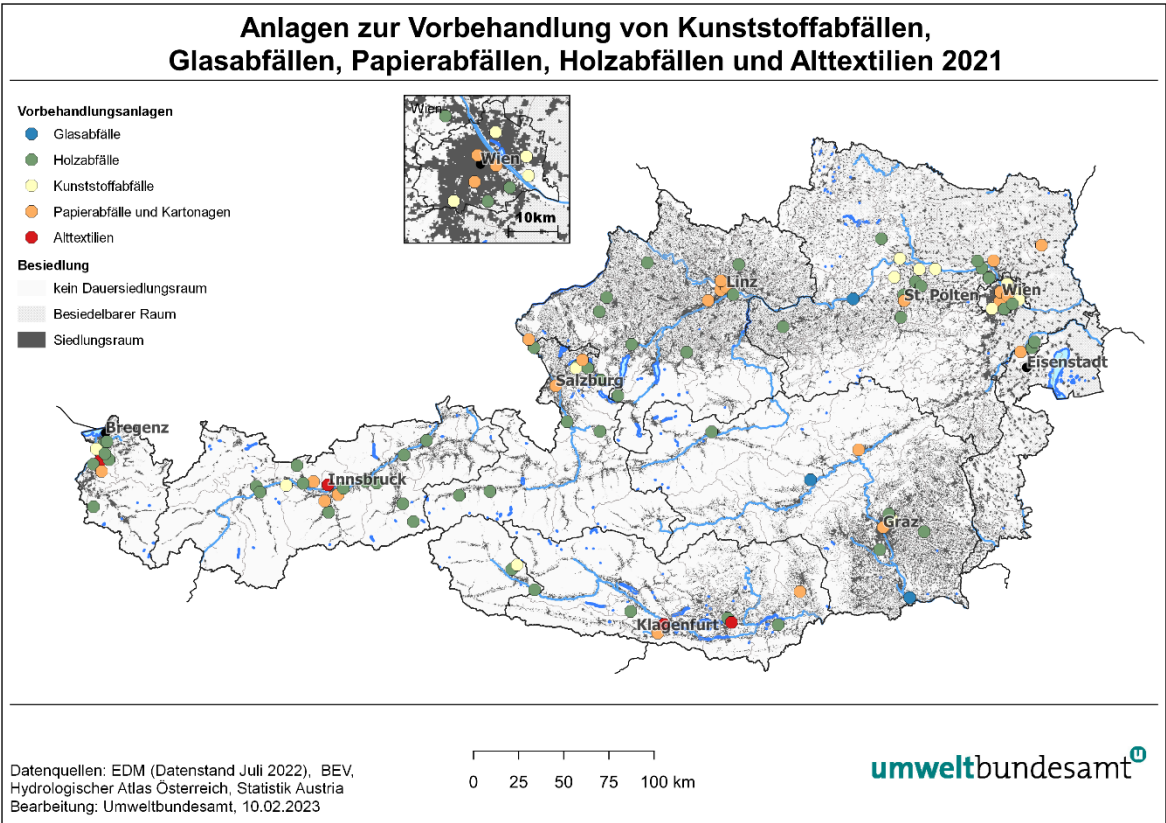 Anlagen zur Vorbehandlung von Kunststoffabfällen,
Glasabfällen, Papierabfällen, Holzabfällen und Alttextilien 2021
Vorbehandlungsanlagen
Glasabfälle
Holzabfälle
Kunststoffabfälle
Papierabfälle und Kartonagen
Alttextilien
Besiedlung
kein Dauersiedlungsraum
Besiedelbarer Raum
Siedlungsraum
Wien
Wien
10km
Linz
St. Pölten
Wien
Eisenstadt
Salzburg
Bregenz
Innsbruck
Graz
Klagenfurt
Datenquellen: EDM (Datenstand Juli 2022), BEV,
Hydrologischer Atlas Österreich, Statistik Austria
Bearbeitung: Umweltbundesamt, 10.02.2023
0 25 50 75 100 km
umweltbundesamt u